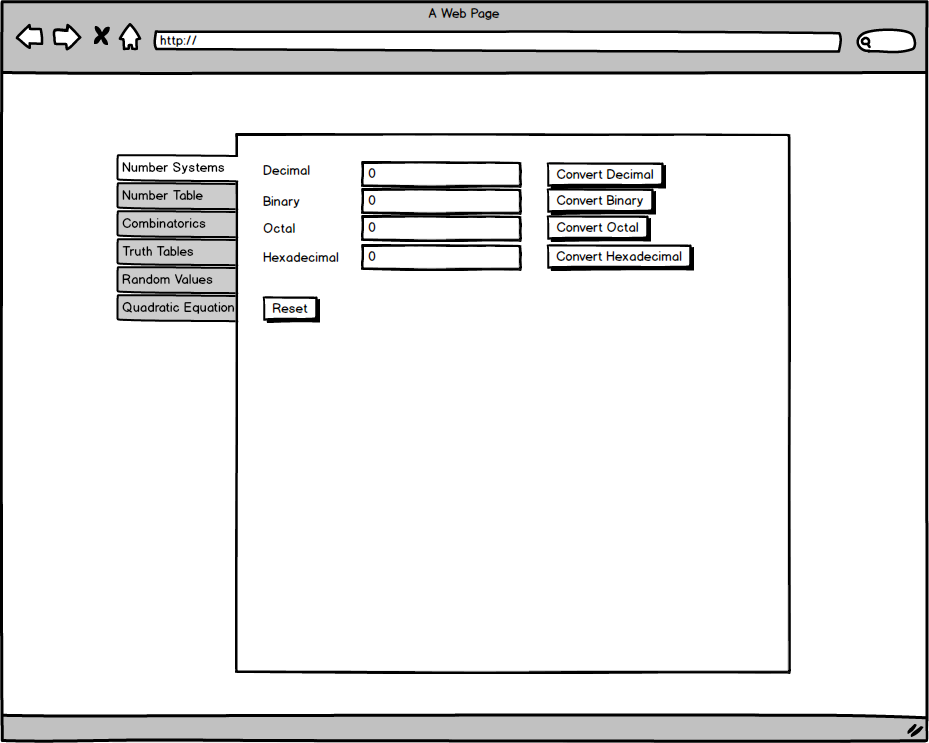 A Web Page
http://
Number Systems
Number Table
Combinatorics
Truth Tables
Random Values
Quadratic Equation
Decimal 0 Convert Decimal
Binary 0 Convert Binary
Octal 0 Convert Octal
Hexadecimal 0 Convert Hexadecimal
Reset